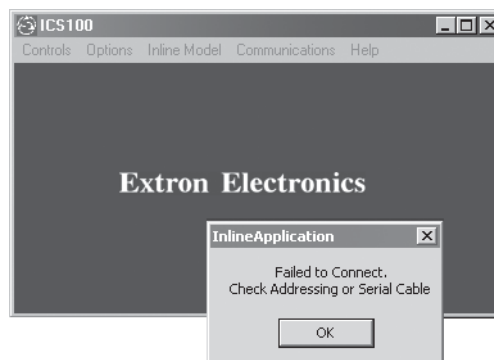 ICS100
Controls Options Inline Model Communications Help
Extron Electronics
InlineApplication
Failed to Connect.
Check Addressing or Serial Cable
OK